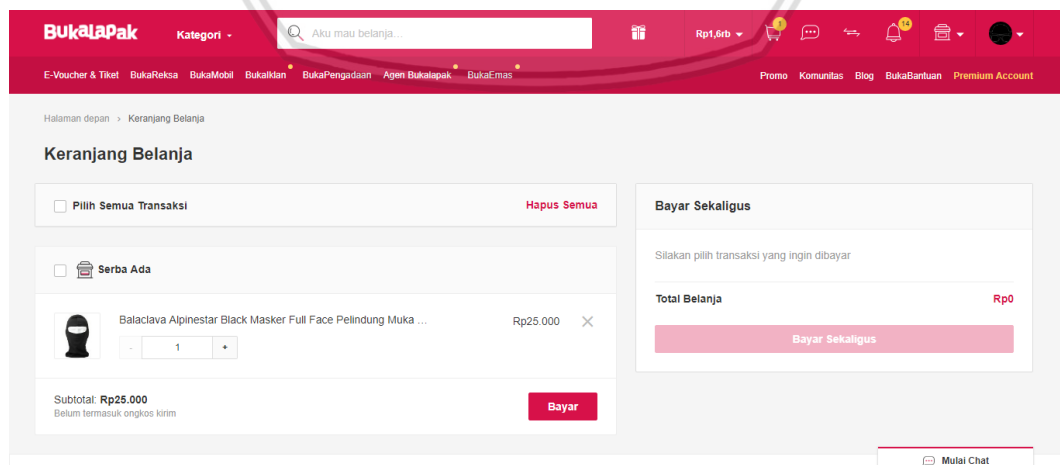 BukaLaPak
Kategori
Aku mau belanja...
Rp1,6rb
1
14
E-Voucher & Tiket BukaReksa BukaMobil BukaIklan BukaPengadaan Agen Bukalapak BukaEmas
Promo Komunitas Blog BukaBantuan Premium Account
Halaman depan › Keranjang Belanja
Keranjang Belanja
Pilih Semua Transaksi
Hapus Semua
Serba Ada
Balaclava Alpinestar Black Masker Full Face Pelindung Muka ...
Rp25.000
- 1 +
Subtotal: Rp25.000
Belum termasuk ongkos kirim
Bayar
Bayar Sekaligus
Silakan pilih transaksi yang ingin dibayar
Total Belanja Rp0
Bayar Sekaligus
Mulai Chat